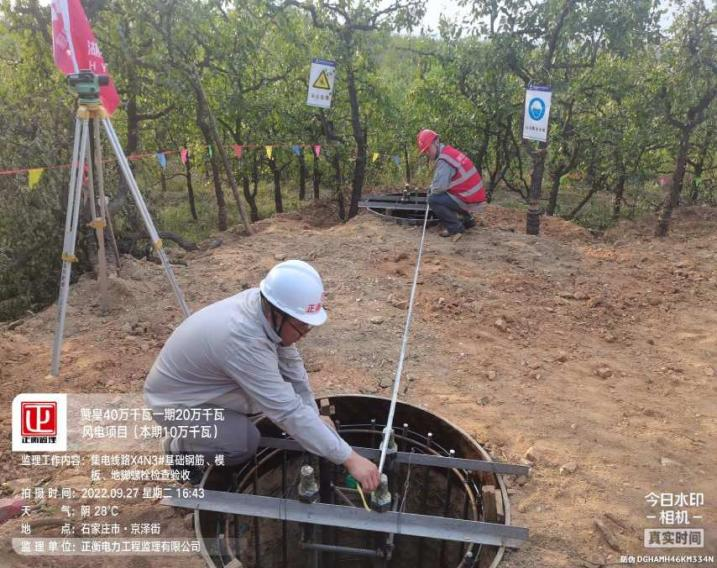 正衡
正衡监理
冀皇40万千瓦一期20万千瓦
风电项目（本期10万千瓦）
监理工作内容： 集电线路X4N3#基础钢筋、模
板、地脚螺栓检查验收
拍 摄 时 间 ： 2022.09.27 星期二 16:43
天 气 ： 阴 28℃
地 点 ： 石家庄市·京泽街
监 理 单 位 ： 正衡电力工程监理有限公司
今日水印
相机
真实时间
防伪 DGHAMH46KM334N